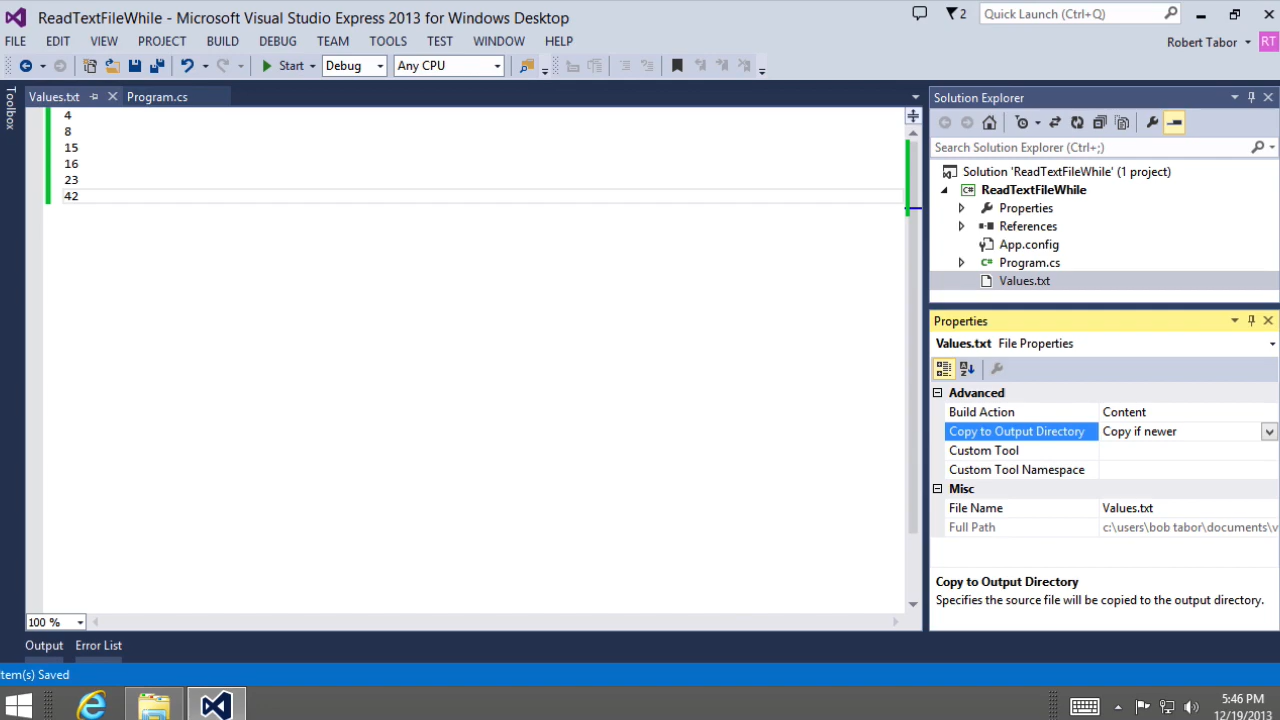 ReadTextFileWhile - Microsoft Visual Studio Express 2013 for Windows Desktop
2
Quick Launch (Ctrl+Q)
FILE EDIT VIEW PROJECT BUILD DEBUG TEAM TOOLS TEST WINDOW HELP
Robert Tabor RT
Start Debug Any CPU
Toolbox
Values.txt Program.cs
4
8
15
16
23
42
100 %
Solution Explorer
Search Solution Explorer (Ctrl+;)
Solution 'ReadTextFileWhile' (1 project)
C# ReadTextFileWhile
Properties
References
App.config
C# Program.cs
Values.txt
Properties
Values.txt File Properties
Advanced
Build Action Content
Copy to Output Directory Copy if newer
Custom Tool
Custom Tool Namespace
Misc
File Name Values.txt
Full Path c:\users\bob tabor\documents\v
Copy to Output Directory
Specifies the source file will be copied to the output directory.
Output Error List
tem(s) Saved
5:46 PM
12/19/2013